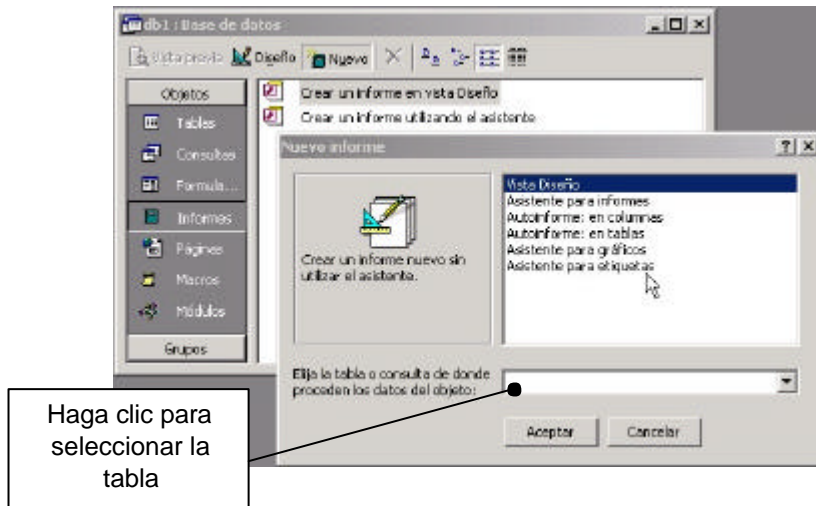 db1 : Base de datos
Vista previa Diseño Nuevo
Objetos
Tablas
Consultas
Formula...
Informes
Páginas
Macros
Módulos
Grupos
Crear un informe en vista Diseño
Crear un informe utilizando el asistente
Nuevo informe
Crear un informe nuevo sin
utilizar el asistente.
Vista Diseño
Asistente para informes
Autoinforme: en columnas
Autoinforme: en tablas
Asistente para gráficos
Asistente para etiquetas
Elija la tabla o consulta de donde
proceden los datos del objeto:
Aceptar Cancelar
Haga clic para
seleccionar la
tabla